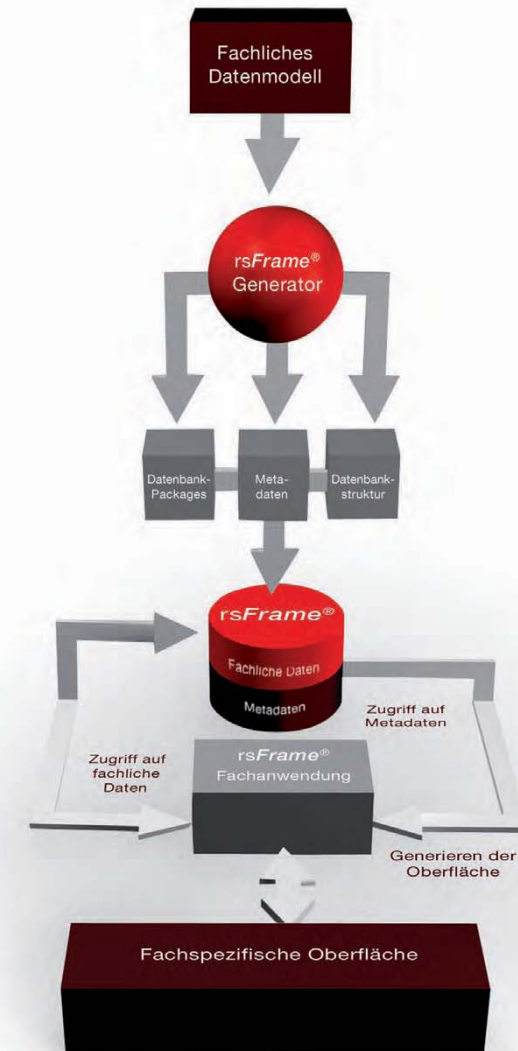 Fachliches
Datenmodell
rsFrame®
Generator
Datenbank-
Packages
Meta-
daten
Datenbank-
struktur
rsFrame®
Fachliche Daten
Metadaten
Zugriff auf
Metadaten
Zugriff auf
fachliche
Daten
rsFrame®
Fachanwendung
Generieren der
Oberfläche
Fachspezifische Oberfläche